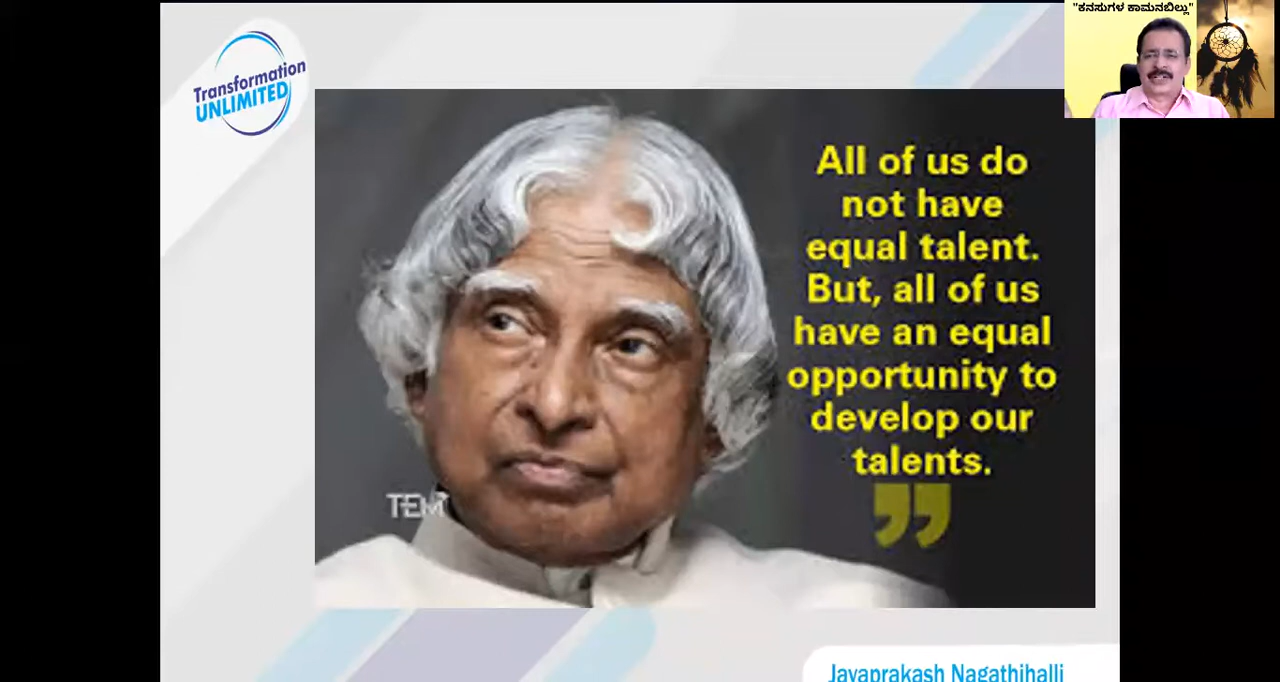 "ಕನಸುಗಳ ಕಾಮನಬಿಲ್ಲು"
Transformation
UNLIMITED
All of us do
not have
equal talent.
But, all of us
have an equal
opportunity to
develop our
talents.
”
TEM
Jayaprakash Nagathihalli